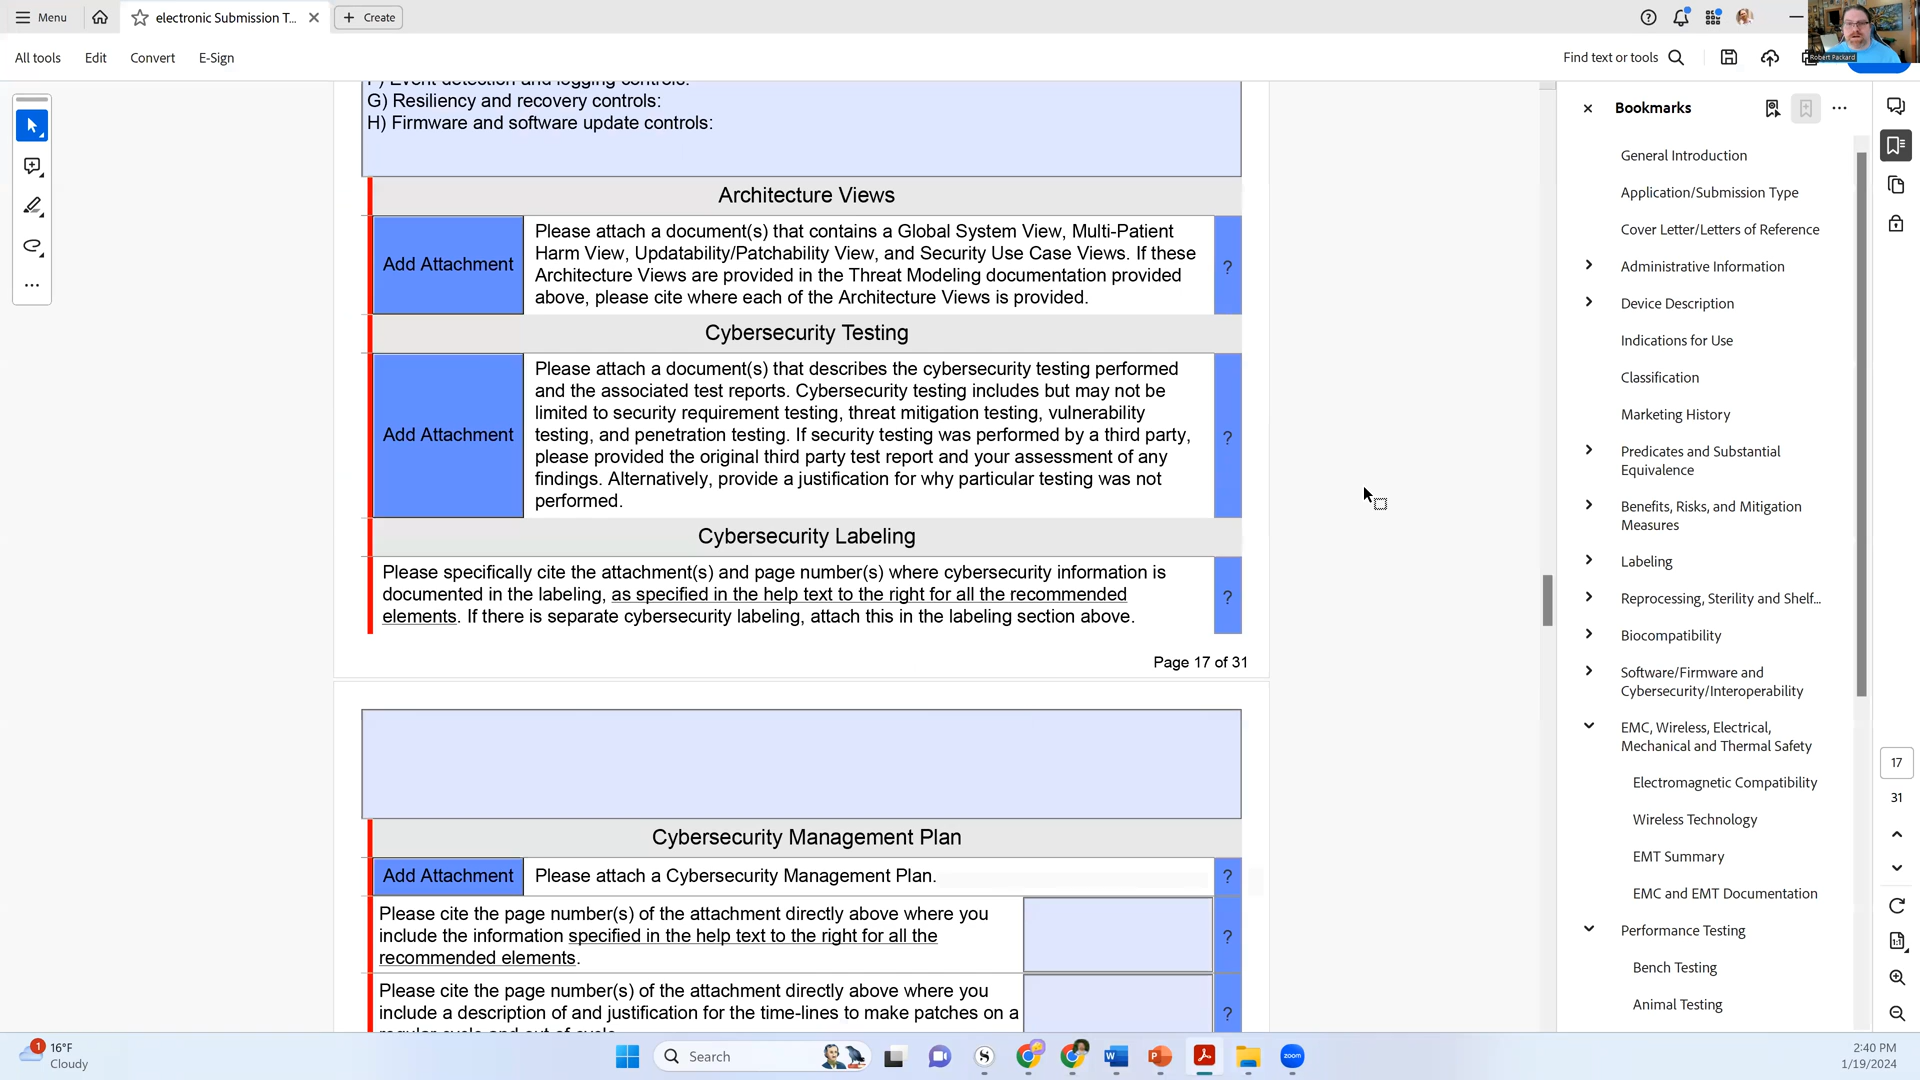 Menu
electronic Submission T...
Create
All tools
Edit
Convert
E-Sign
Find text or tools
Robert Packard
G) Resiliency and recovery controls:
H) Firmware and software update controls:
Architecture Views
Add Attachment
Please attach a document(s) that contains a Global System View, Multi-Patient
Harm View, Updatability/Patchability View, and Security Use Case Views. If these
Architecture Views are provided in the Threat Modeling documentation provided
above, please cite where each of the Architecture Views is provided.
?
Cybersecurity Testing
Add Attachment
Please attach a document(s) that describes the cybersecurity testing performed
and the associated test reports. Cybersecurity testing includes but may not be
limited to security requirement testing, threat mitigation testing, vulnerability
testing, and penetration testing. If security testing was performed by a third party,
please provided the original third party test report and your assessment of any
findings. Alternatively, provide a justification for why particular testing was not
performed.
?
Cybersecurity Labeling
Please specifically cite the attachment(s) and page number(s) where cybersecurity information is
documented in the labeling, as specified in the help text to the right for all the recommended
elements. If there is separate cybersecurity labeling, attach this in the labeling section above.
?
Page 17 of 31
Cybersecurity Management Plan
Add Attachment
Please attach a Cybersecurity Management Plan.
?
Please cite the page number(s) of the attachment directly above where you
include the information specified in the help text to the right for all the
recommended elements.
?
Please cite the page number(s) of the attachment directly above where you
include a description of and justification for the time-lines to make patches on a
?
Bookmarks
General Introduction
Application/Submission Type
Cover Letter/Letters of Reference
Administrative Information
Device Description
Indications for Use
Classification
Marketing History
Predicates and Substantial
Equivalence
Benefits, Risks, and Mitigation
Measures
Labeling
Reprocessing, Sterility and Shelf...
Biocompatibility
Software/Firmware and
Cybersecurity/Interoperability
EMC, Wireless, Electrical,
Mechanical and Thermal Safety
Electromagnetic Compatibility
Wireless Technology
EMT Summary
EMC and EMT Documentation
Performance Testing
Bench Testing
Animal Testing
17
31
1
16°F
Cloudy
Search
zoom
2:40 PM
1/19/2024